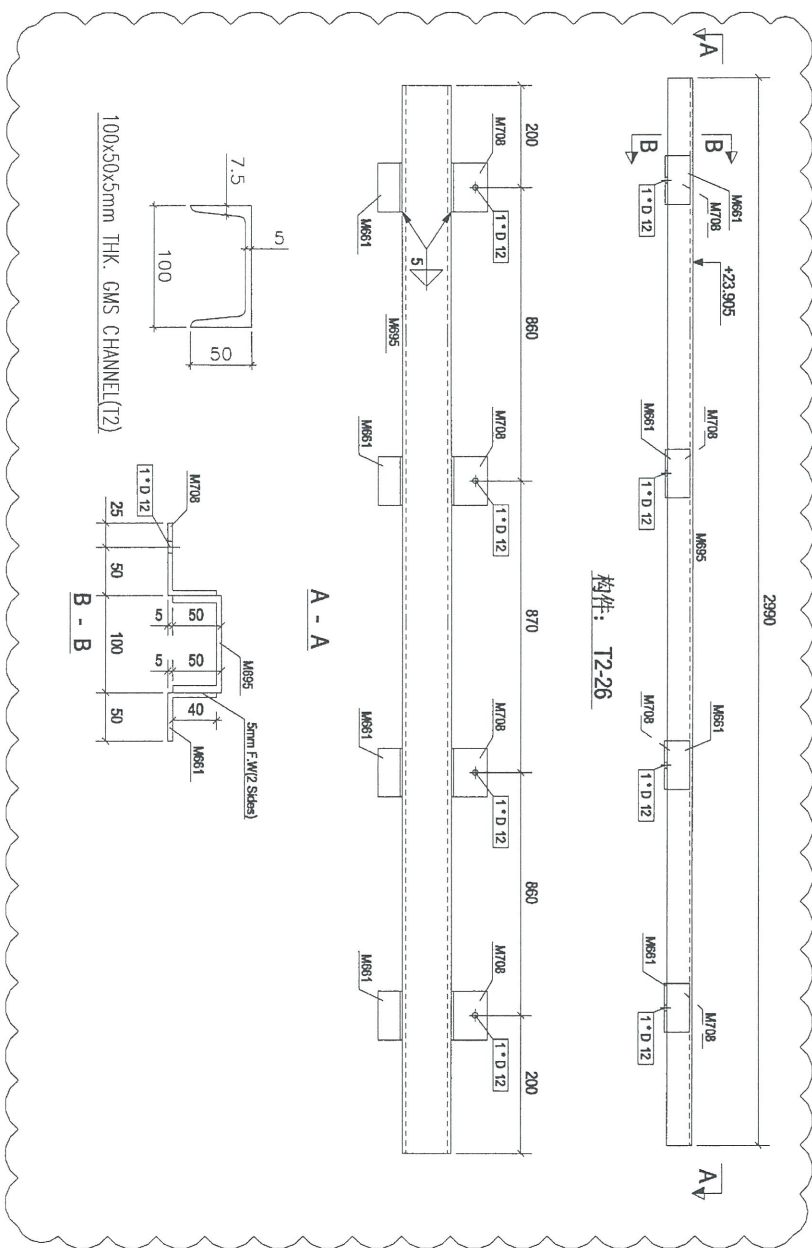 2990
A
A
B
B
M661
M708
1*D 12
+23.905
M708
M661
1*D 12
M695
M661
M708
1*D 12
M661
M708
1*D 12
构件: T2-26
200
860
870
860
200
M708
1*D 12
M708
1*D 12
M708
1*D 12
M708
1*D 12
5
M695
M661
M661
M661
M661
A - A
7.5
5
100
50
100x50x5mm THK. GMS CHANNEL(T2)
M708
1*D 12
25
50
100
50
5
50
5
50
40
M695
5mm F.W(2 Sides)
M661
B - B